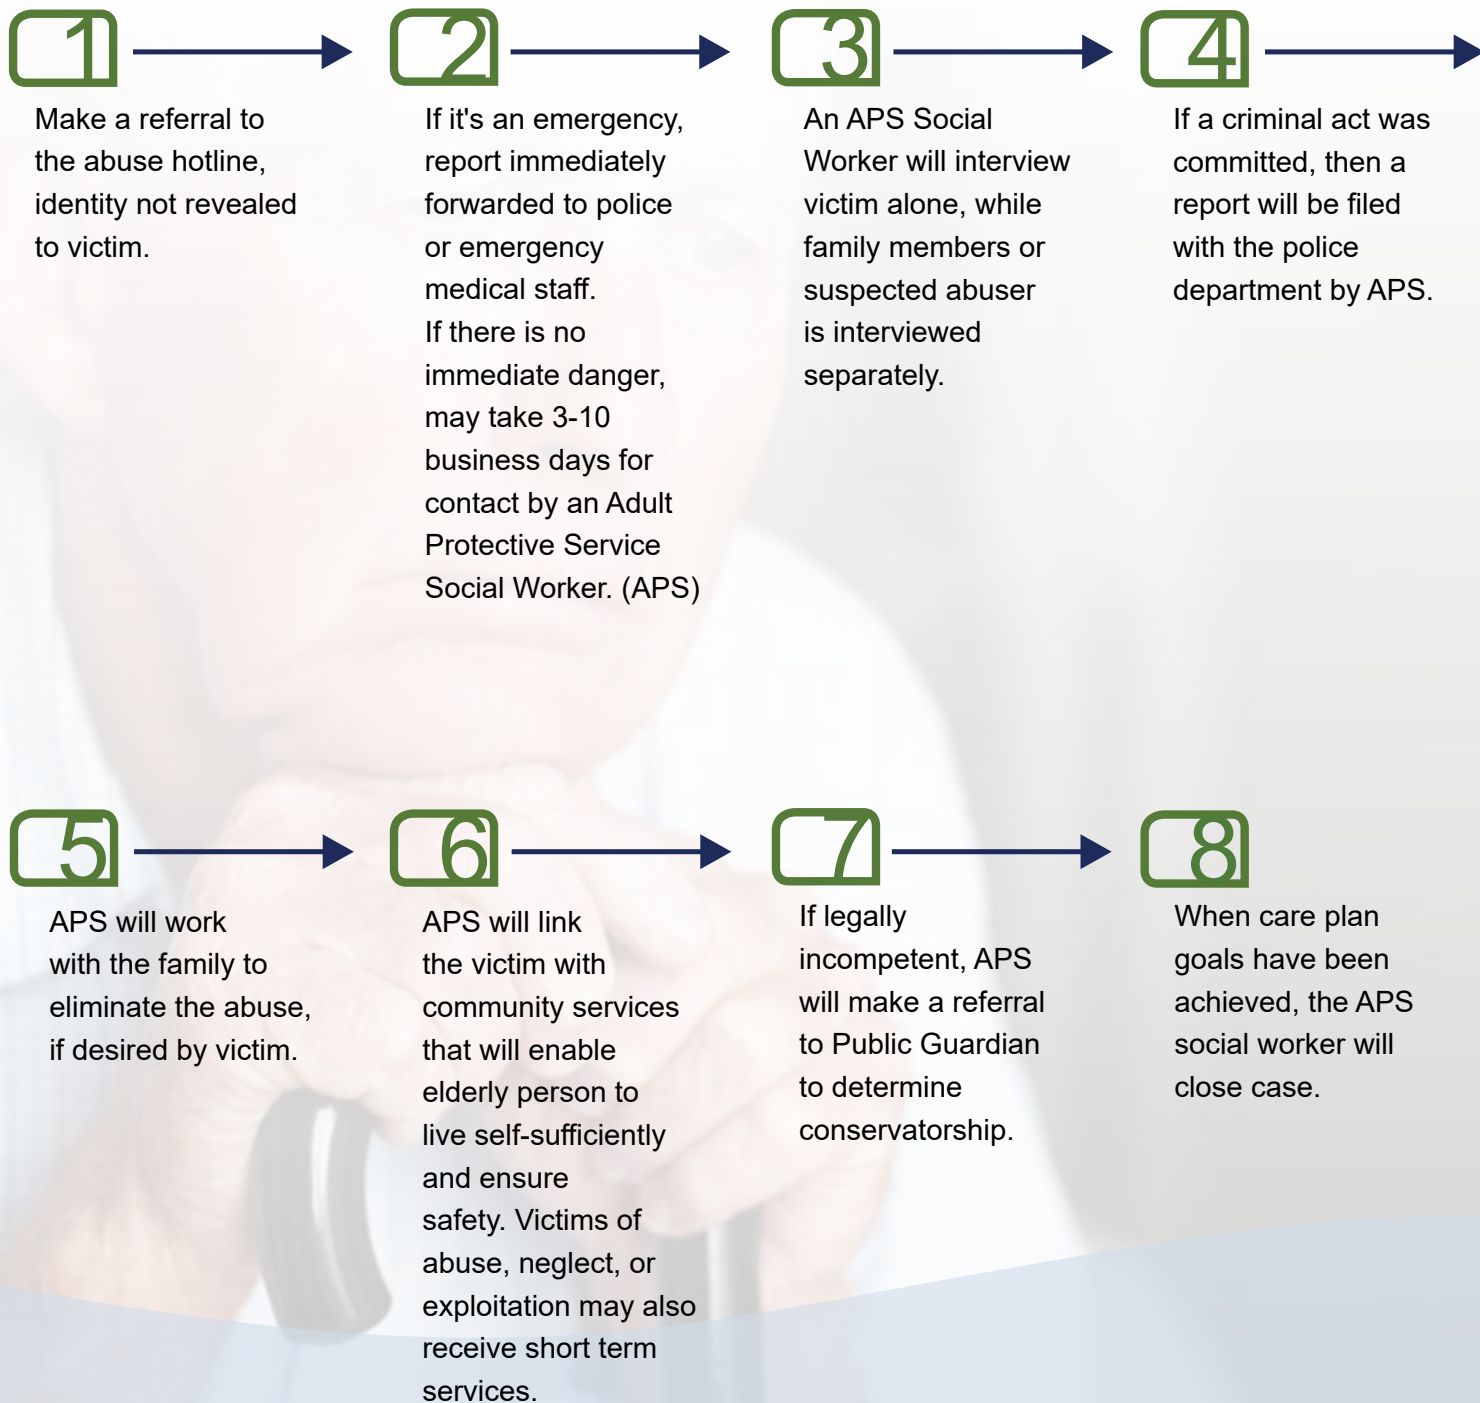 1
Make a referral to
the abuse hotline,
identity not revealed
to victim.
2
If it's an emergency,
report immediately
forwarded to police
or emergency
medical staff.
If there is no
immediate danger,
may take 3-10
business days for
contact by an Adult
Protective Service
Social Worker. (APS)
3
An APS Social
Worker will interview
victim alone, while
family members or
suspected abuser
is interviewed
separately.
4
If a criminal act was
committed, then a
report will be filed
with the police
department by APS.
5
APS will work
with the family to
eliminate the abuse,
if desired by victim.
6
APS will link
the victim with
community services
that will enable
elderly person to
live self-sufficiently
and ensure
safety. Victims of
abuse, neglect, or
exploitation may also
receive short term
services.
7
If legally
incompetent, APS
will make a referral
to Public Guardian
to determine
conservatorship.
8
When care plan
goals have been
achieved, the APS
social worker will
close case.